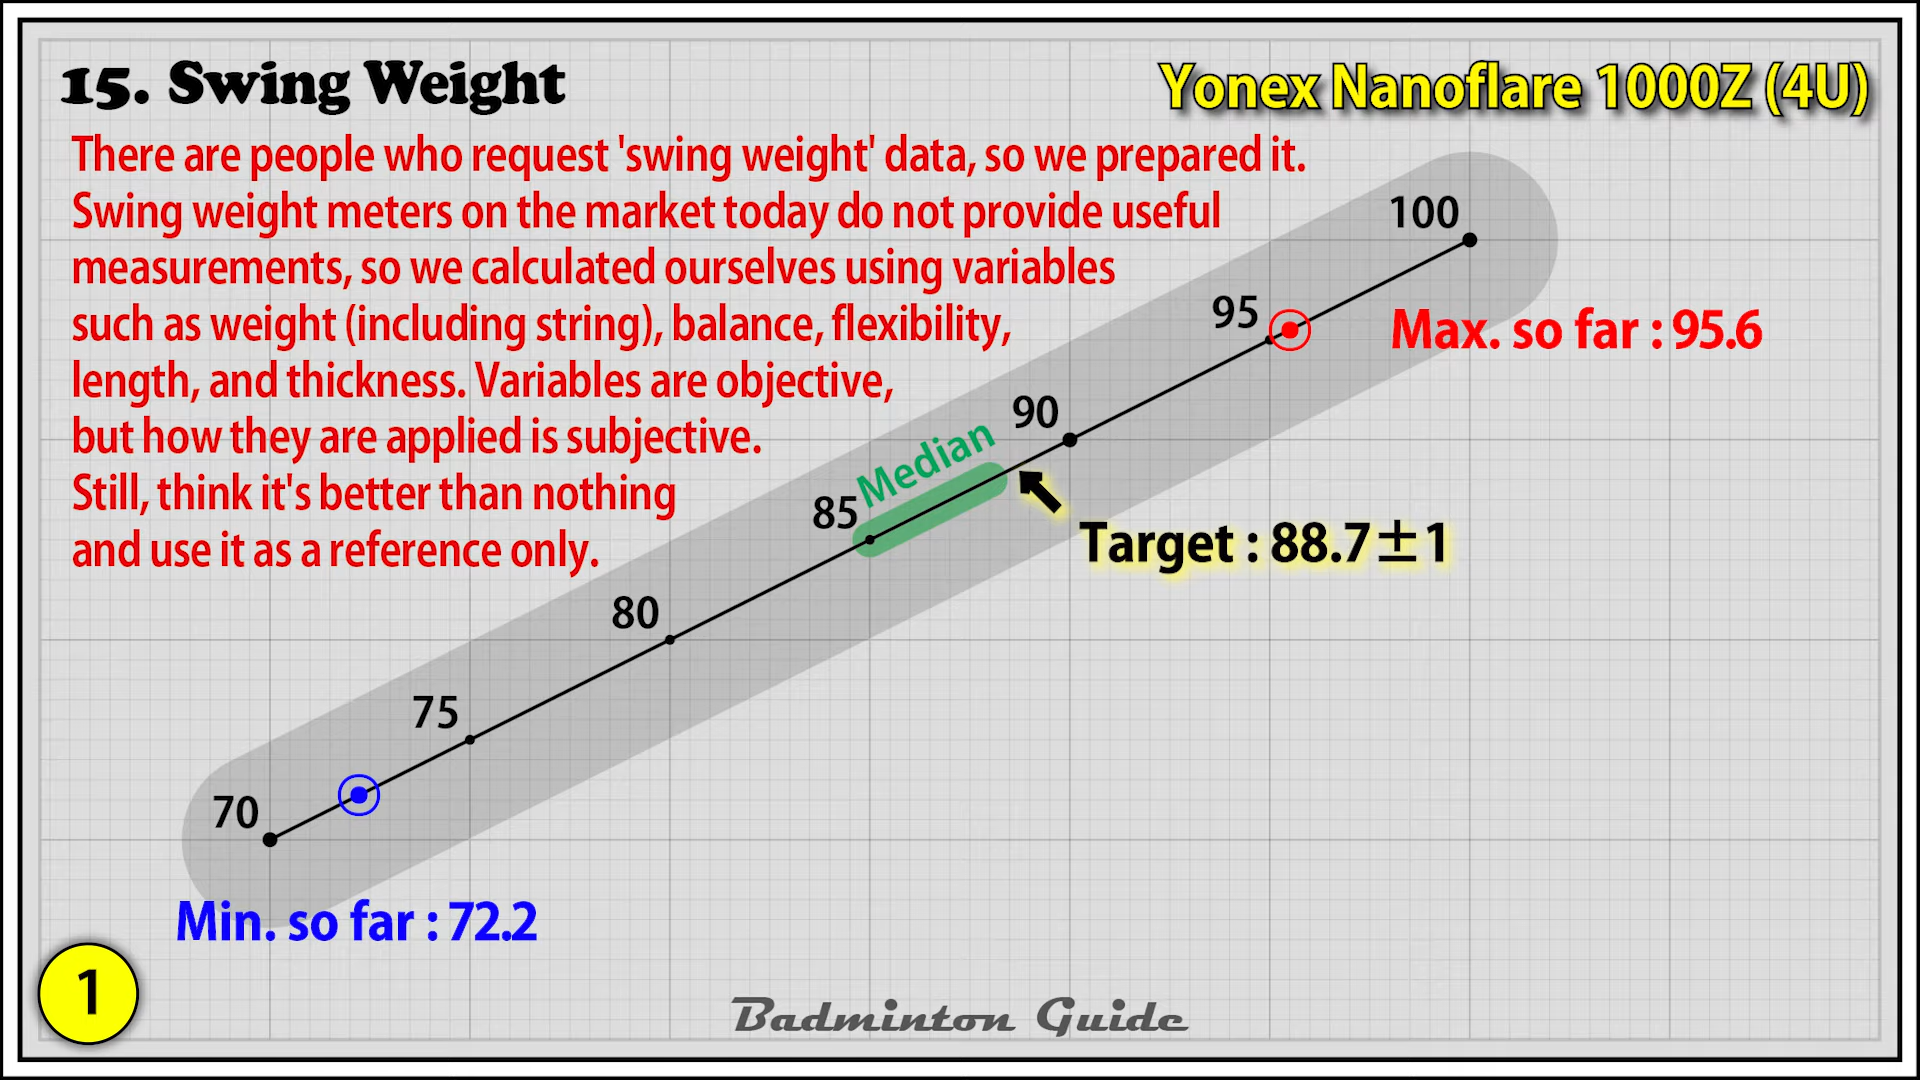 15. Swing Weight
Yonex Nanoflare 1000Z (4U)
There are people who request 'swing weight' data, so we prepared it.
Swing weight meters on the market today do not provide useful
measurements, so we calculated ourselves using variables
such as weight (including string), balance, flexibility,
length, and thickness. Variables are objective,
but how they are applied is subjective.
Still, think it's better than nothing
and use it as a reference only.
100
95
Max. so far : 95.6
90
Median
85
Target : 88.7±1
80
75
70
Min. so far : 72.2
1
Badminton Guide